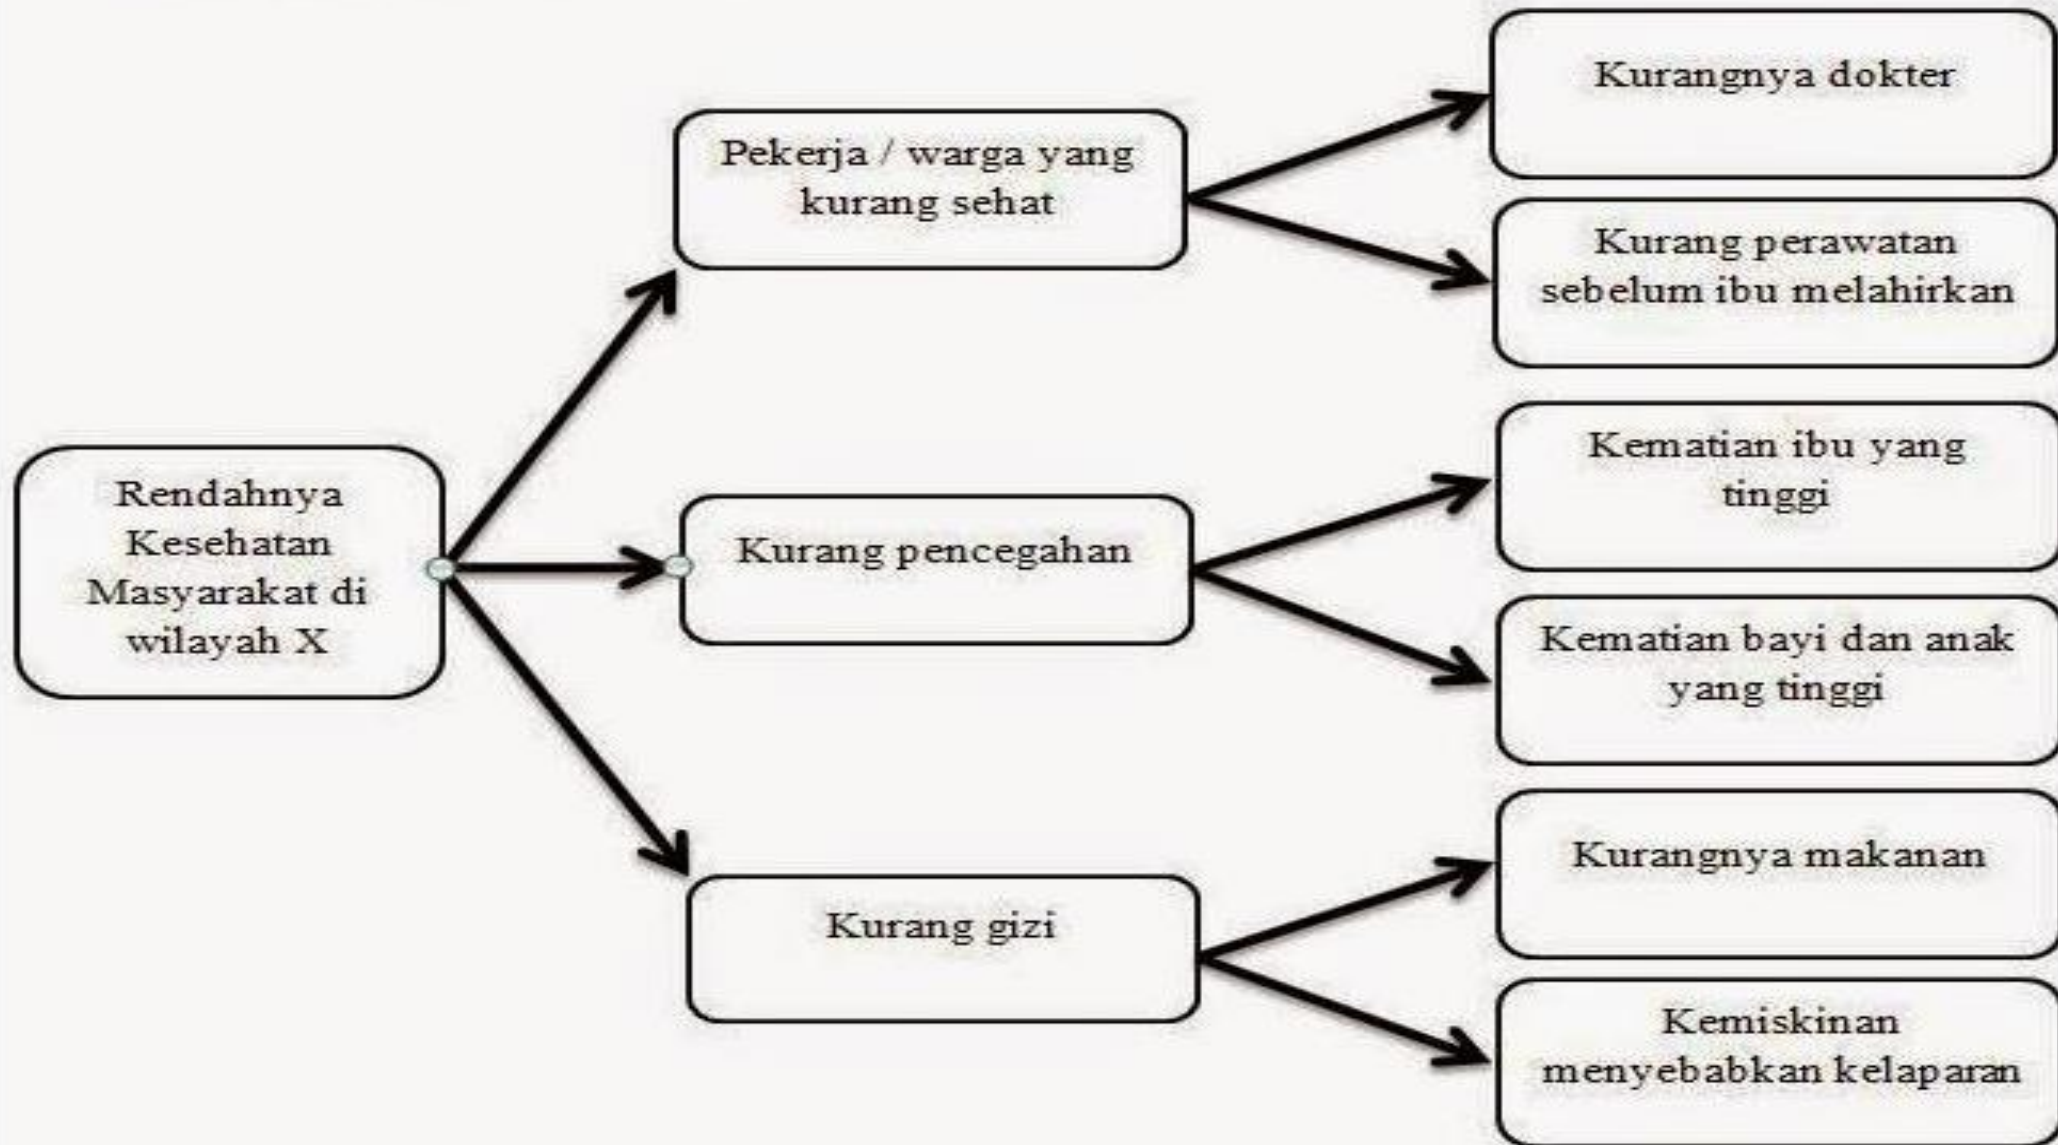 Rendahnya
Kesehatan
Masyarakat di
wilayah X
Pekerja / warga yang
kurang sehat
Kurang pencegahan
Kurang gizi
Kurangnya dokter
Kurang perawatan
sebelum ibu melahirkan
Kematian ibu yang
tinggi
Kematian bayi dan anak
yang tinggi
Kurangnya makanan
Kemiskinan
menyebabkan kelaparan